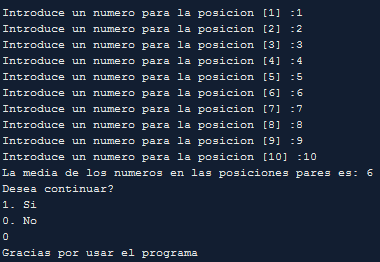 Introduce un numero para la posicion [1] :1
Introduce un numero para la posicion [2] :2
Introduce un numero para la posicion [3] :3
Introduce un numero para la posicion [4] :4
Introduce un numero para la posicion [5] :5
Introduce un numero para la posicion [6] :6
Introduce un numero para la posicion [7] :7
Introduce un numero para la posicion [8] :8
Introduce un numero para la posicion [9] :9
Introduce un numero para la posicion [10] :10
La media de los numeros en las posiciones pares es: 6
Desea continuar?
1. Si
0. No
0
Gracias por usar el programa